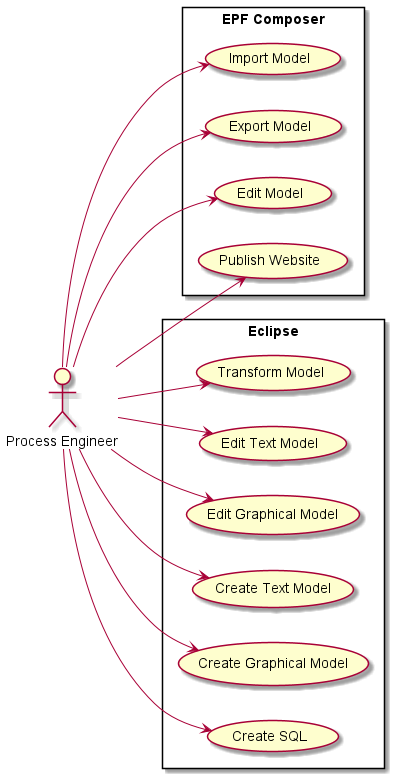 EPF Composer
Import Model
Export Model
Edit Model
Publish Website
Eclipse
Transform Model
Process Engineer
Edit Text Model
Edit Graphical Model
Create Text Model
Create Graphical Model
Create SQL